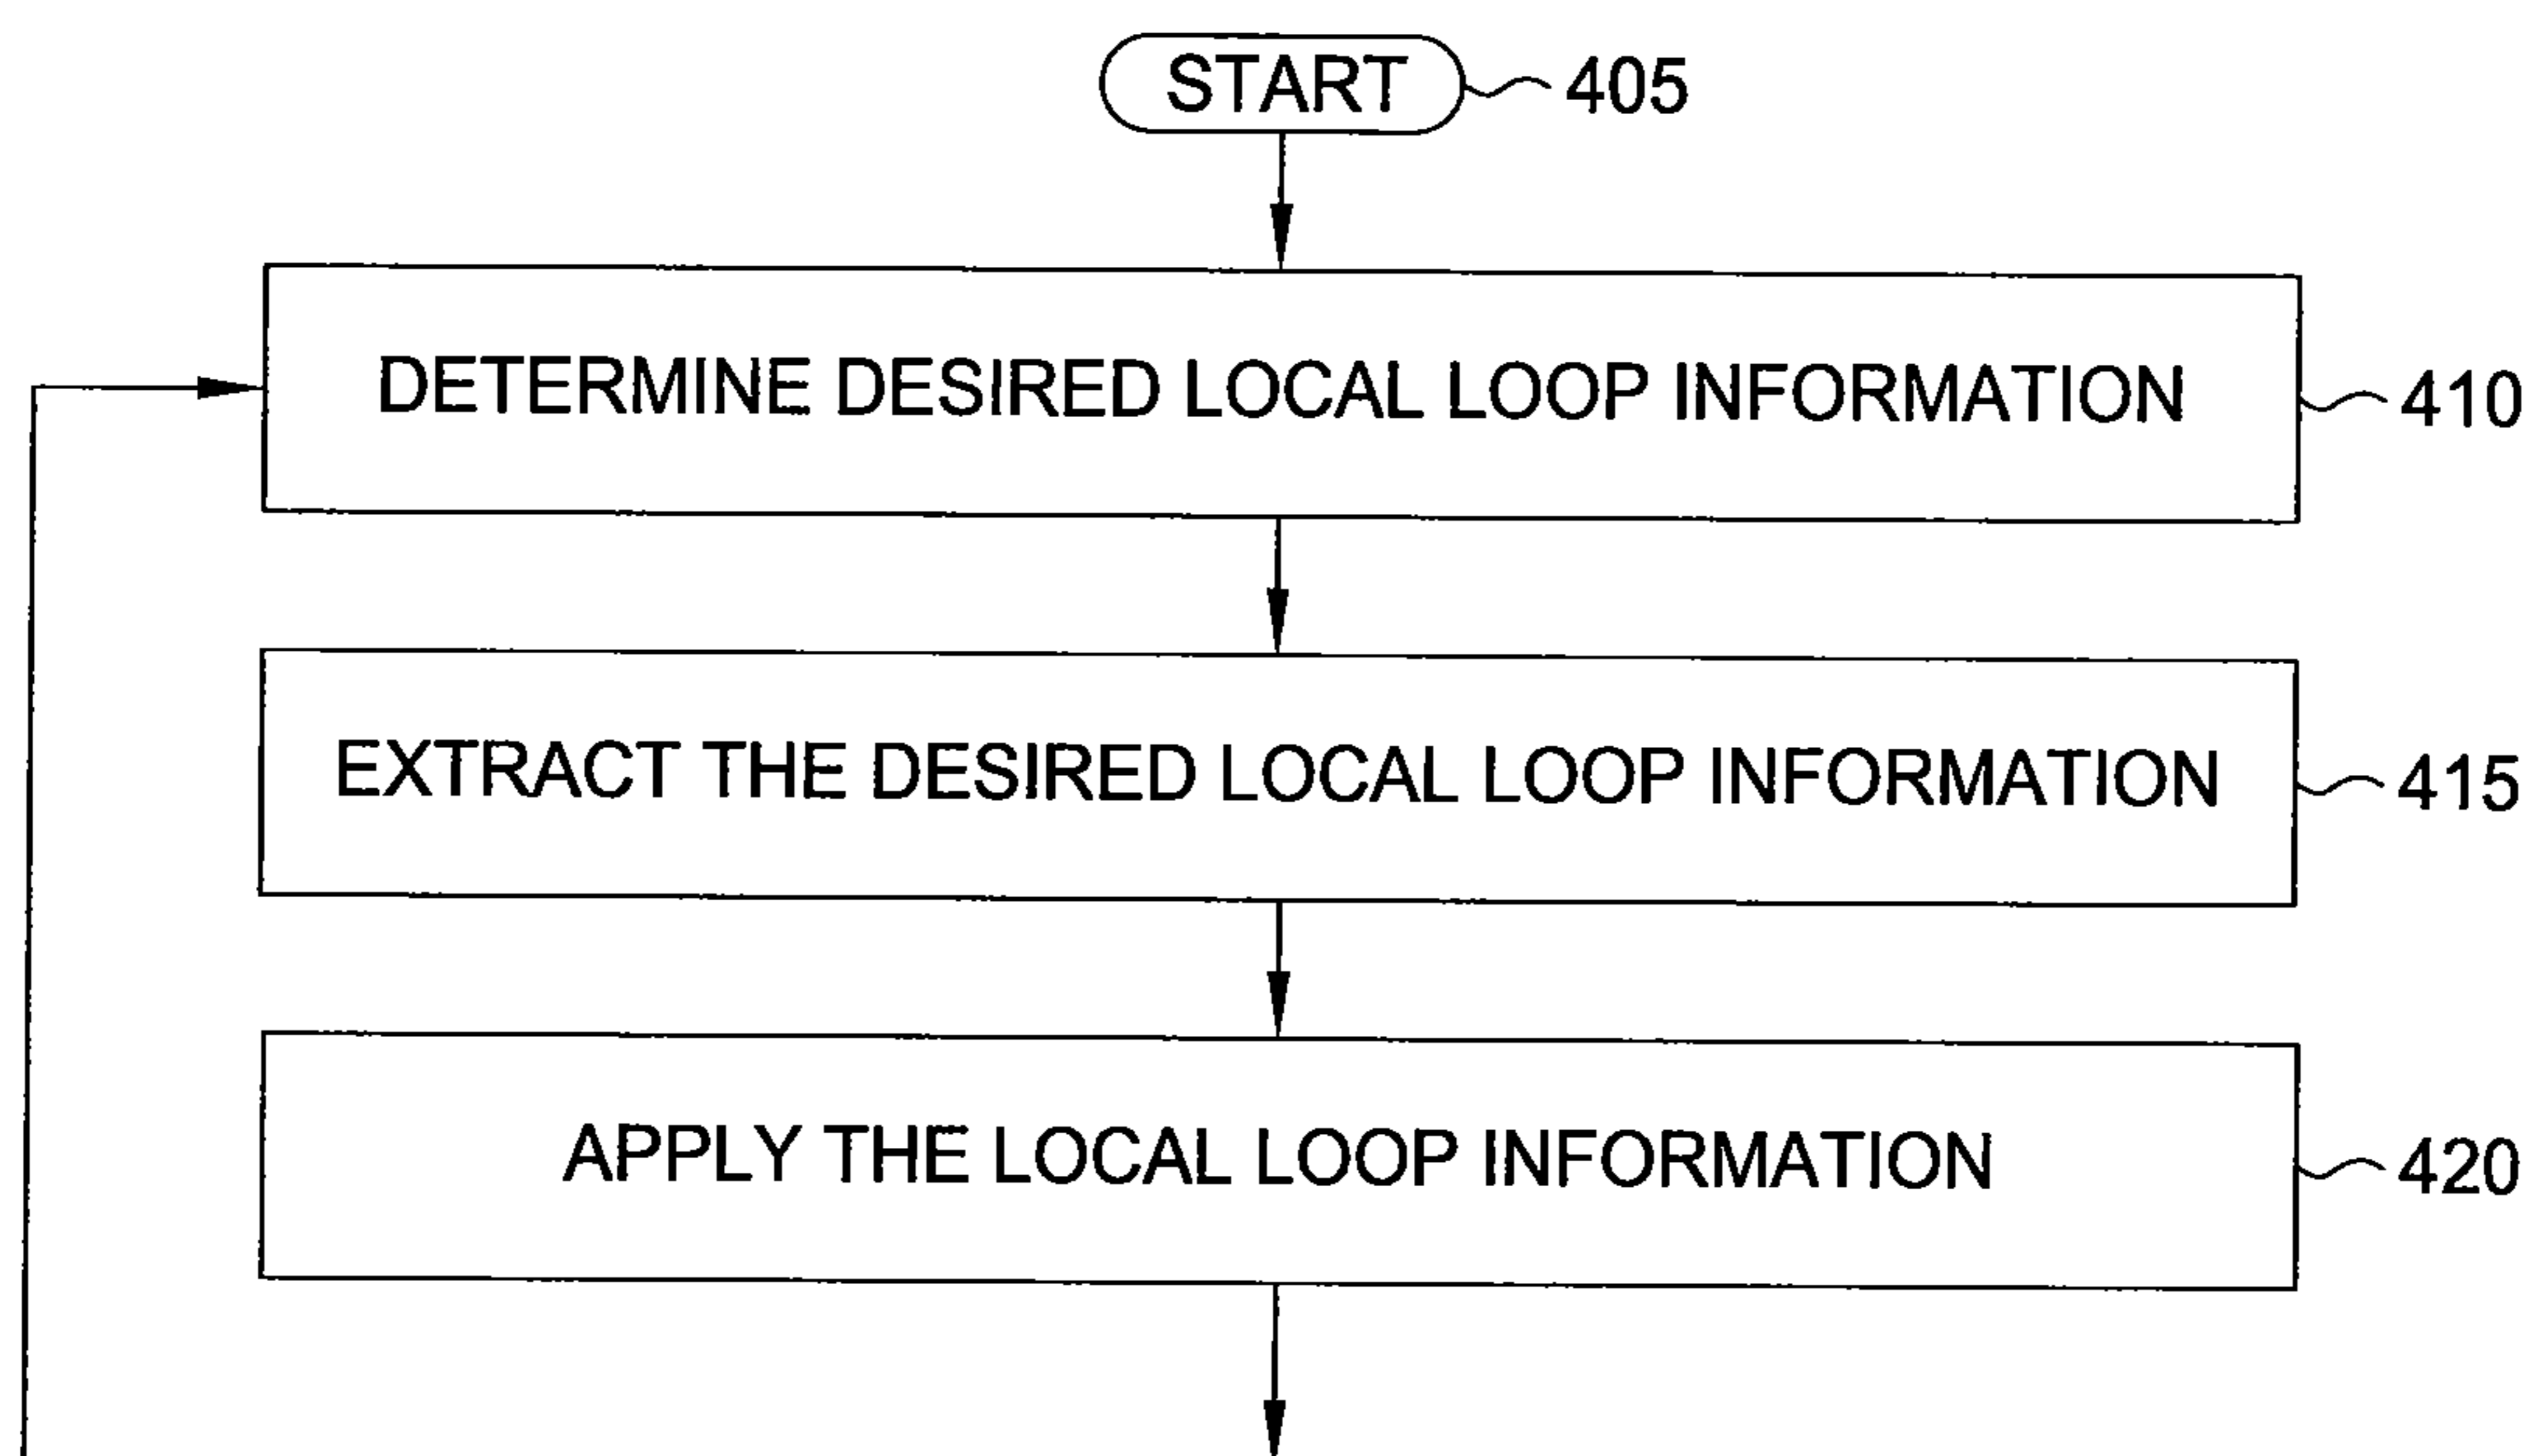 START 405
DETERMINE DESIRED LOCAL LOOP INFORMATION 410
EXTRACT THE DESIRED LOCAL LOOP INFORMATION 415
APPLY THE LOCAL LOOP INFORMATION 420